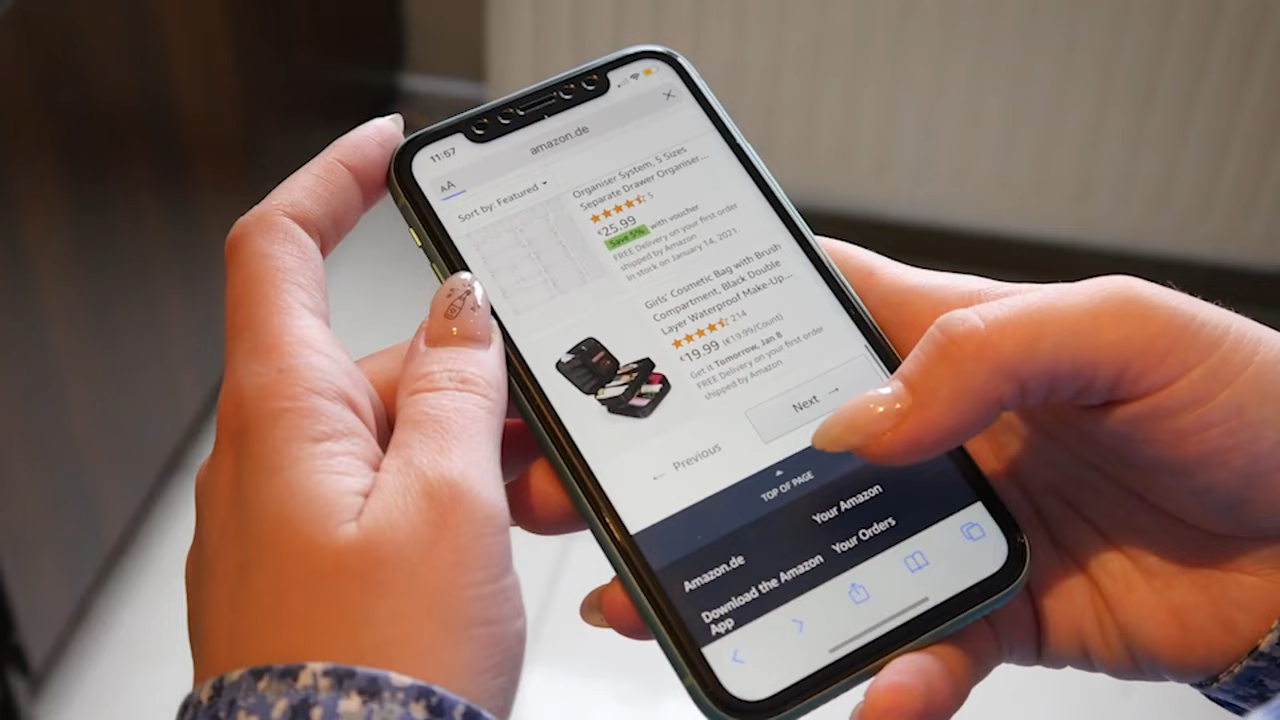 11:57
amazon.de
AA
Sort by: Featured
Organiser System, 5 Sizes
Separate Drawer Organiser...
5
€25.99
Save 5% with voucher
FREE Delivery on your first order
shipped by Amazon
In stock on January 14, 2021.
Girls' Cosmetic Bag with Brush
Compartment, Black Double
Layer Waterproof Make-Up...
214
€19.99 (€19.99/Count)
Get it Tomorrow, Jan 8
FREE Delivery on your first order
shipped by Amazon
← Previous
Next →
TOP OF PAGE
Amazon.de
Your Amazon
Download the Amazon
App
Your Orders